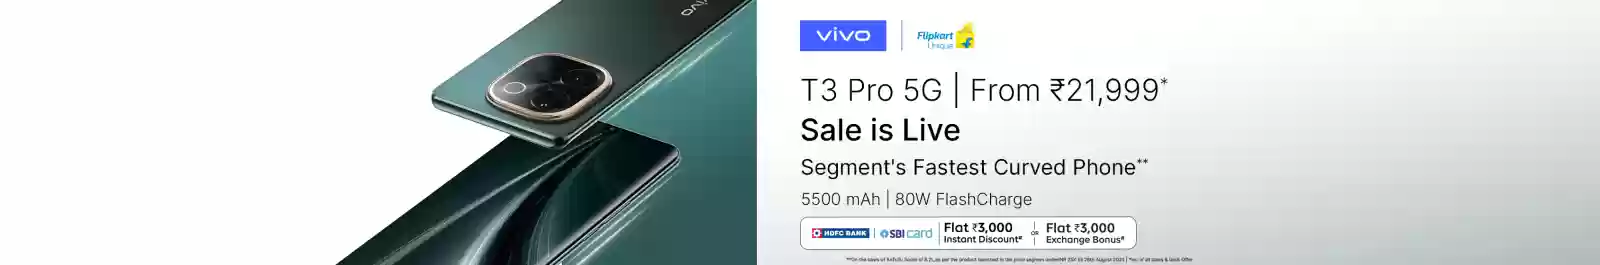 vivo
vivo
Flipkart
Unique
T3 Pro 5G | From ₹21,999*
Sale is Live
Segment's Fastest Curved Phone**
5500 mAh | 80W FlashCharge
HDFC BANK | SBI card | Flat ₹3,000 Instant Discount# OR Flat ₹3,000 Exchange Bonus#